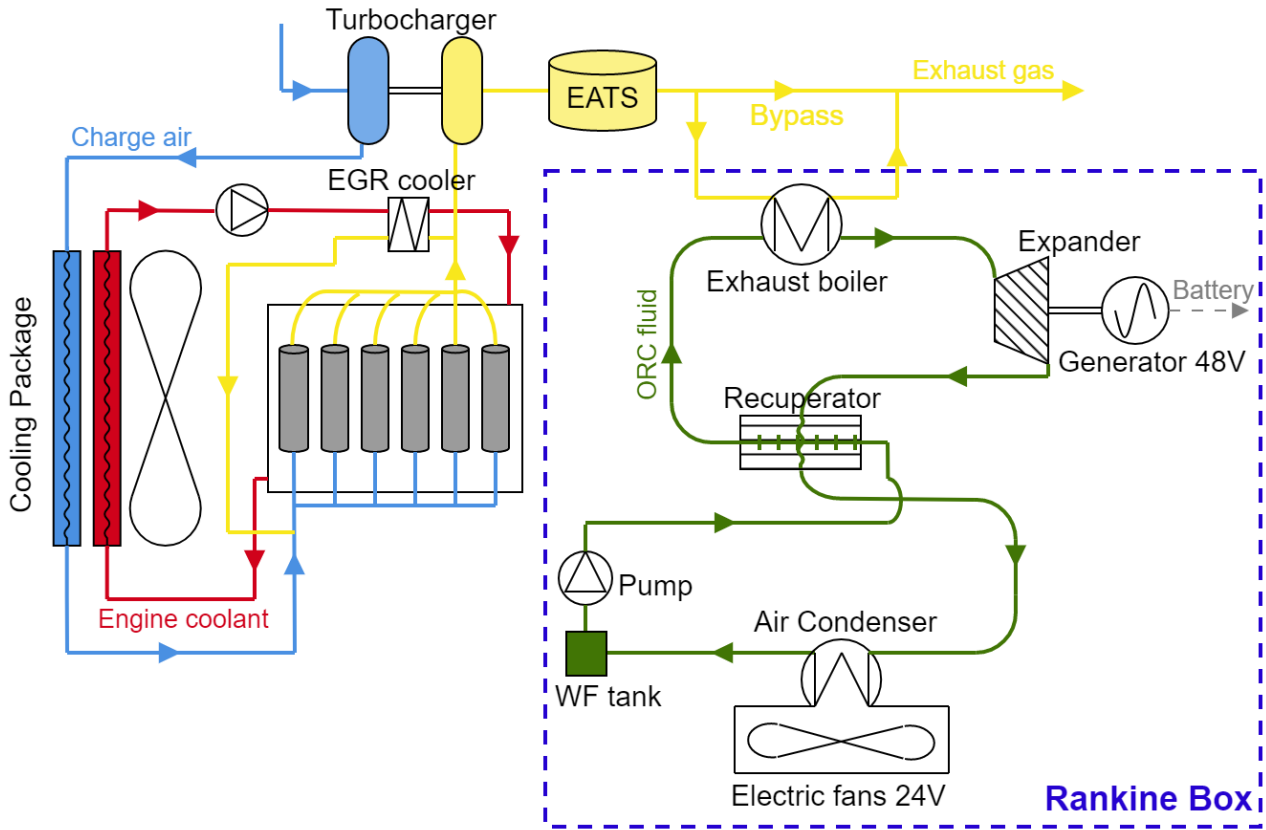 Turbocharger
EATS
Exhaust gas
Bypass
Charge air
EGR cooler
Cooling Package
Engine coolant
Exhaust boiler
Expander
Battery
Generator 48V
ORC fluid
Recuperator
Pump
WF tank
Air Condenser
Electric fans 24V
Rankine Box